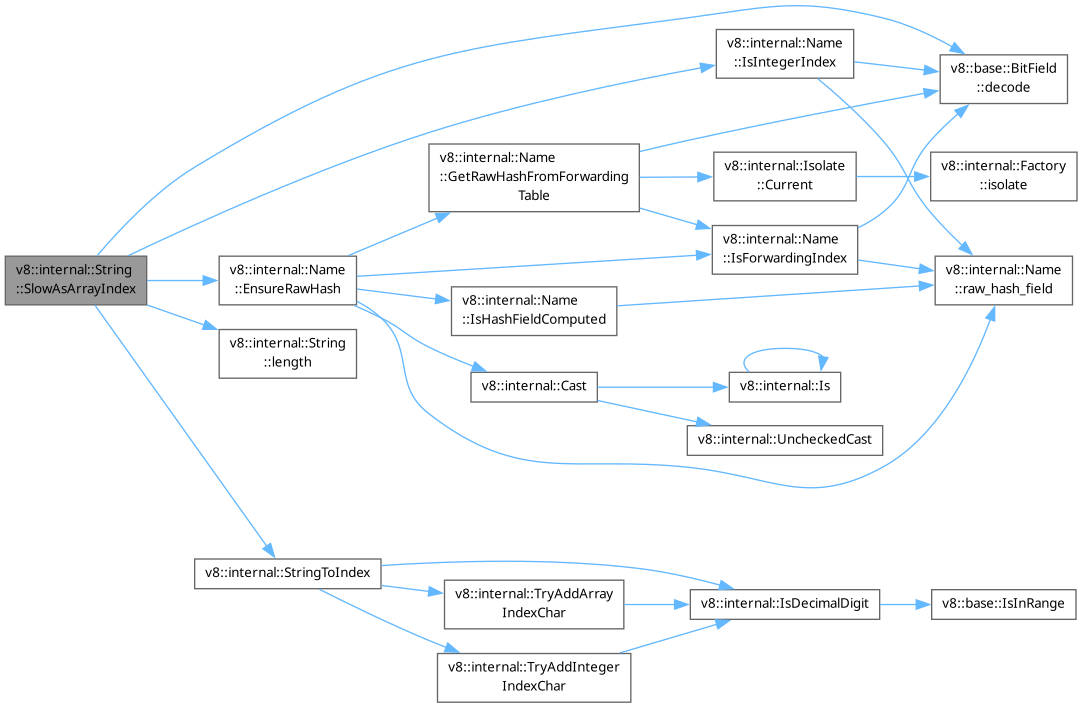 v8::internal::String
::SlowAsArrayIndex
v8::internal::Name
::EnsureRawHash
v8::internal::String
::length
v8::internal::StringToIndex
v8::internal::Name
::GetRawHashFromForwarding
Table
v8::internal::Name
::IsHashFieldComputed
v8::internal::Cast
v8::internal::TryAddArray
IndexChar
v8::internal::TryAddInteger
IndexChar
v8::internal::Name
::IsIntegerIndex
v8::internal::Isolate
::Current
v8::internal::Name
::IsForwardingIndex
v8::internal::Is
v8::internal::UncheckedCast
v8::internal::IsDecimalDigit
v8::base::BitField
::decode
v8::internal::Factory
::isolate
v8::internal::Name
::raw_hash_field
v8::base::IsInRange